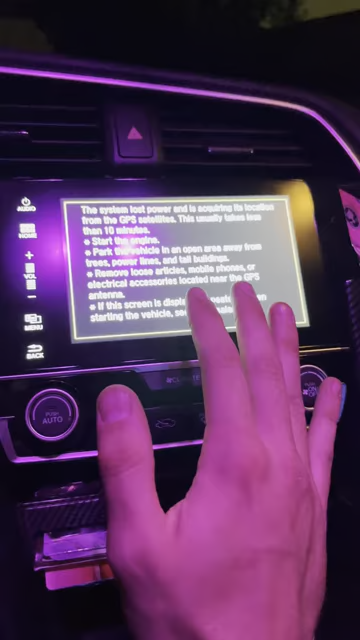 The system lost power and is acquiring its location
from the GPS satellites. This usually takes less
than 10 minutes.
• Start the engine.
• Park the vehicle in an open area away from
trees, power lines, and tall buildings.
• Remove loose articles, mobile phones, or
electrical accessories located near the GPS
antenna.
• If this screen is
starting the vehicle,
AUDIO
HOME
+
VOL
−
MENU
BACK
PUSH
AUTO
PUSH